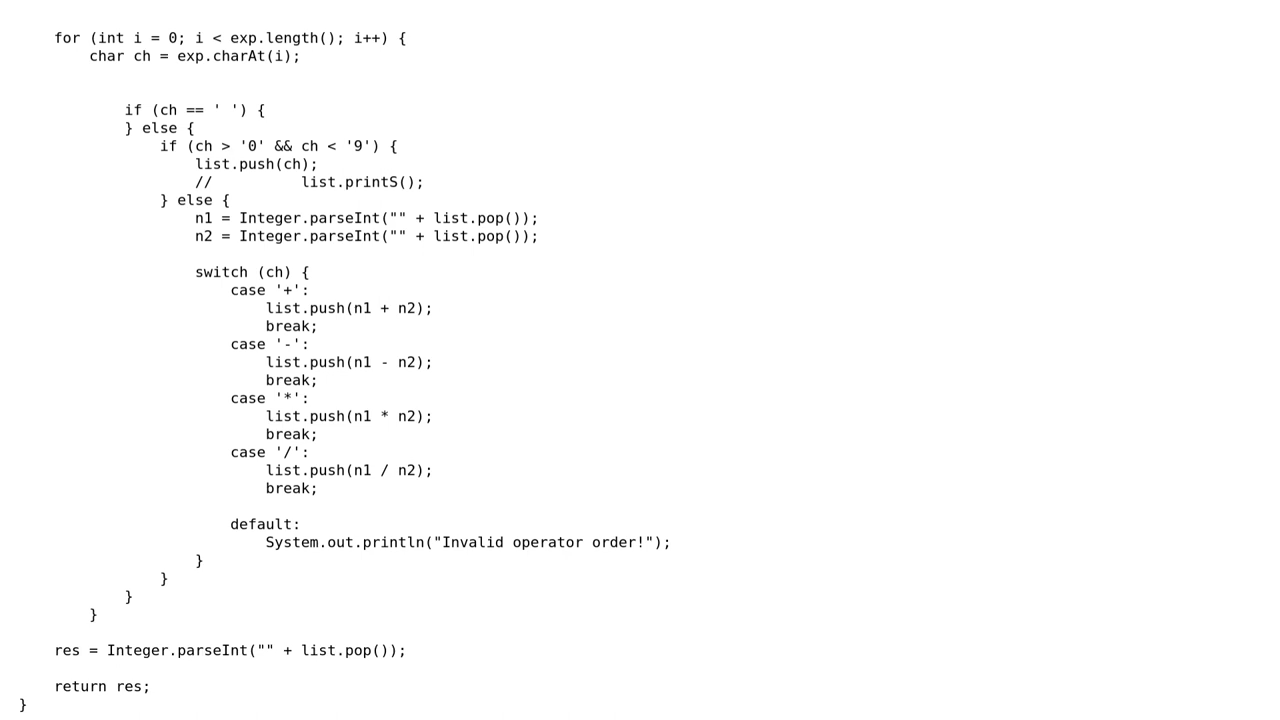 for (int i = 0; i < exp.length(); i++) {
char ch = exp.charAt(i);
if (ch == ' ') {
} else {
if (ch > '0' && ch < '9') {
list.push(ch);
//          list.printS();
} else {
n1 = Integer.parseInt("" + list.pop());
n2 = Integer.parseInt("" + list.pop());
switch (ch) {
case '+':
list.push(n1 + n2);
break;
case '-':
list.push(n1 - n2);
break;
case '*':
list.push(n1 * n2);
break;
case '/':
list.push(n1 / n2);
break;
default:
System.out.println("Invalid operator order!");
}
}
}
}
res = Integer.parseInt("" + list.pop());
return res;
}